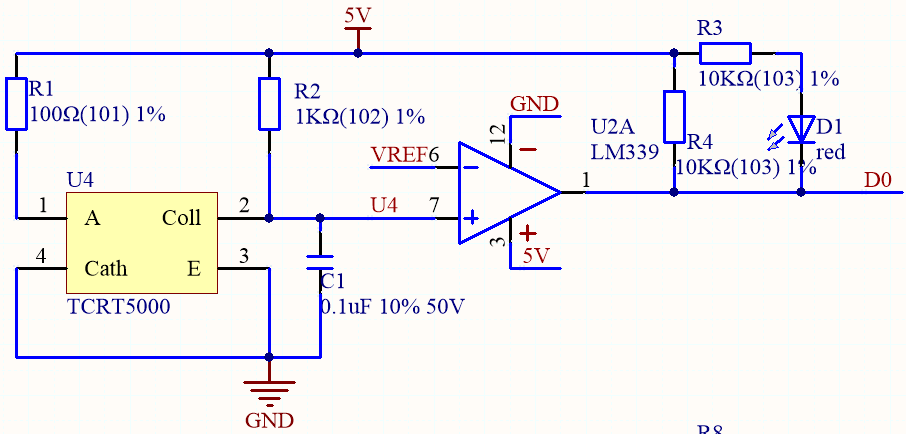 5V
R3
10KΩ(103) 1%
R1
100Ω(101) 1%
R2
1KΩ(102) 1%
GND
12
U2A
LM339
D1
red
R4
10KΩ(103) 1%
VREF
6
1
D0
U4
1
A
Coll
2
U4
7
3
5V
4
Cath
E
3
TCRT5000
C1
0.1uF 10% 50V
GND
R8